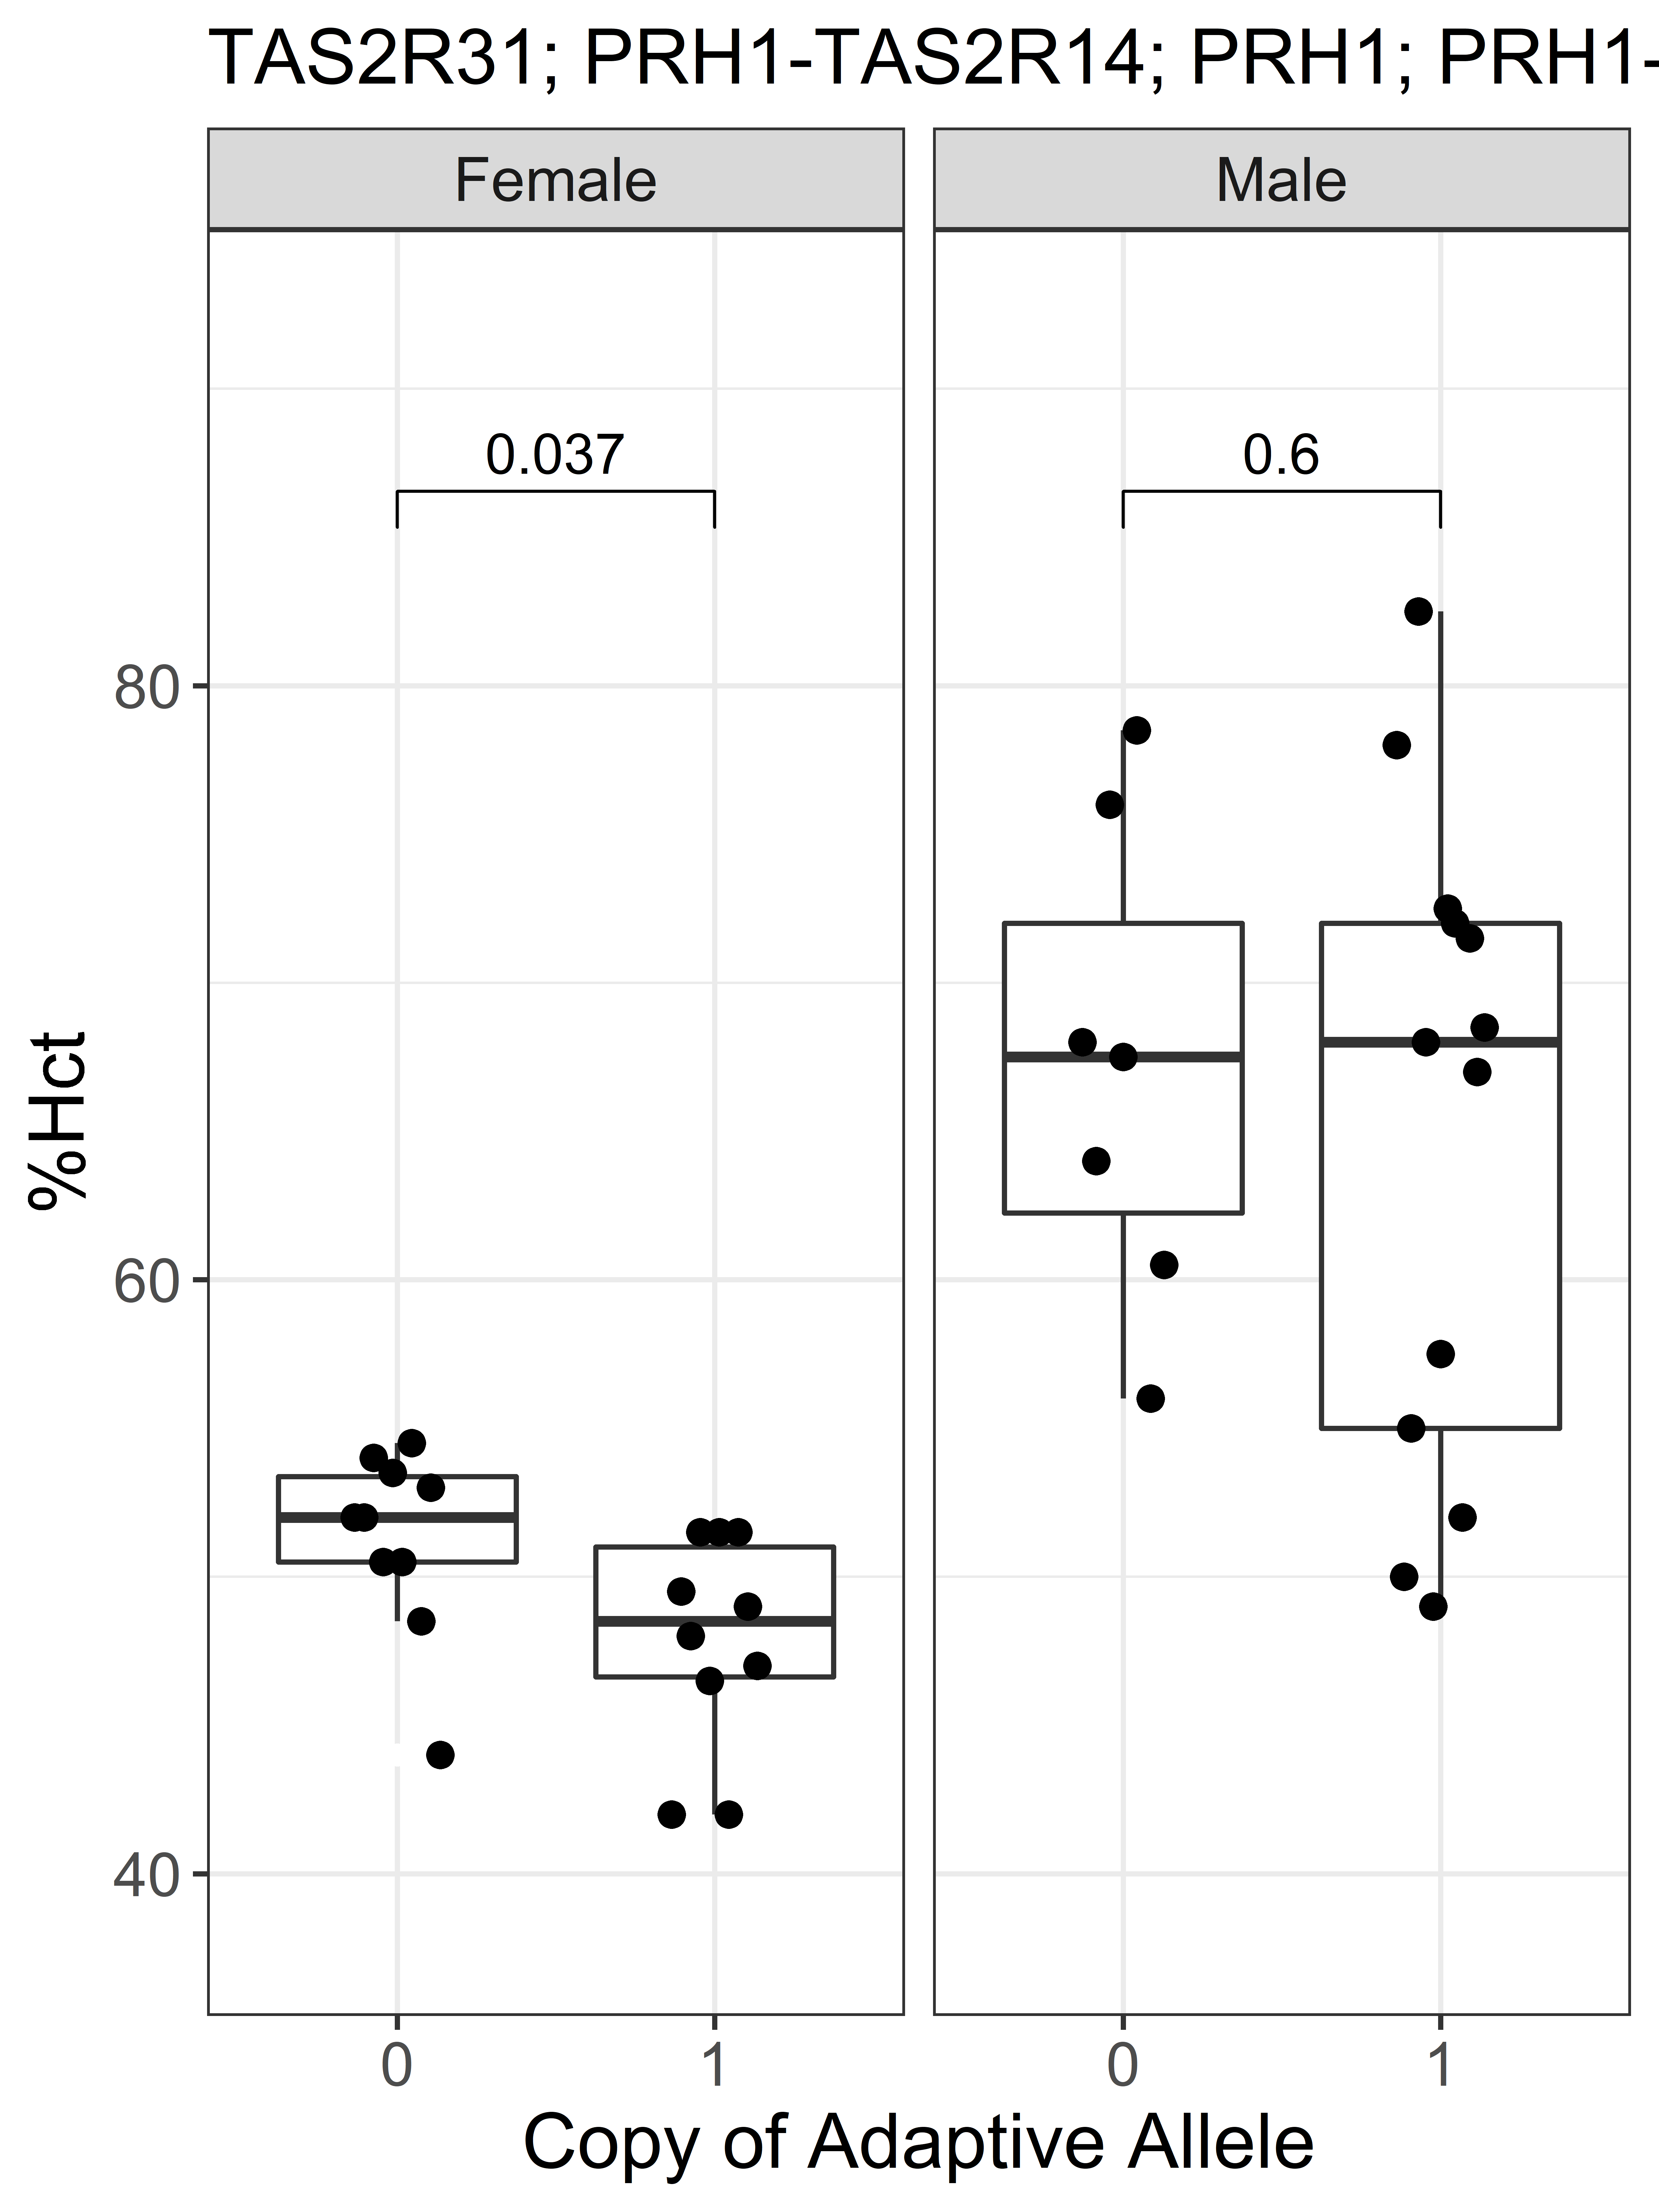 TAS2R31; PRH1-TAS2R14; PRH1; PRH1-
Female
Male
0.037
0.6
80
60
40
%Hct
0
1
0
1
Copy of Adaptive Allele